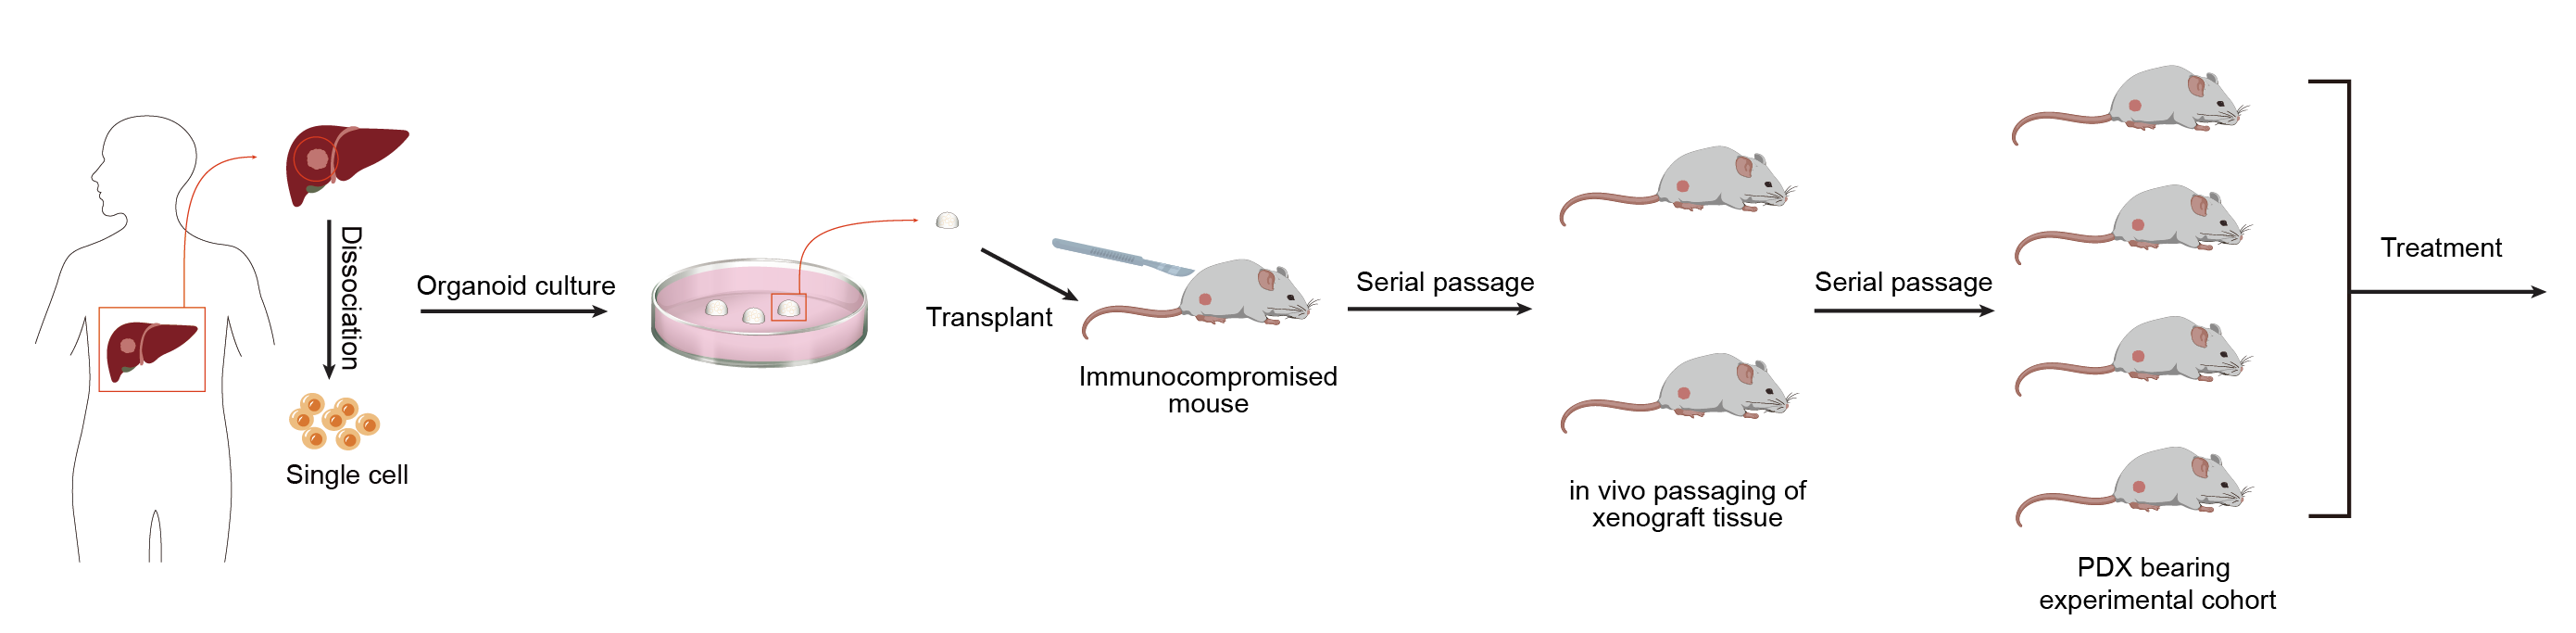 Dissociation
Single cell
Organoid culture
Transplant
Immunocompromised
mouse
Serial passage
in vivo passaging of
xenograft tissue
Serial passage
PDX bearing
experimental cohort
Treatment